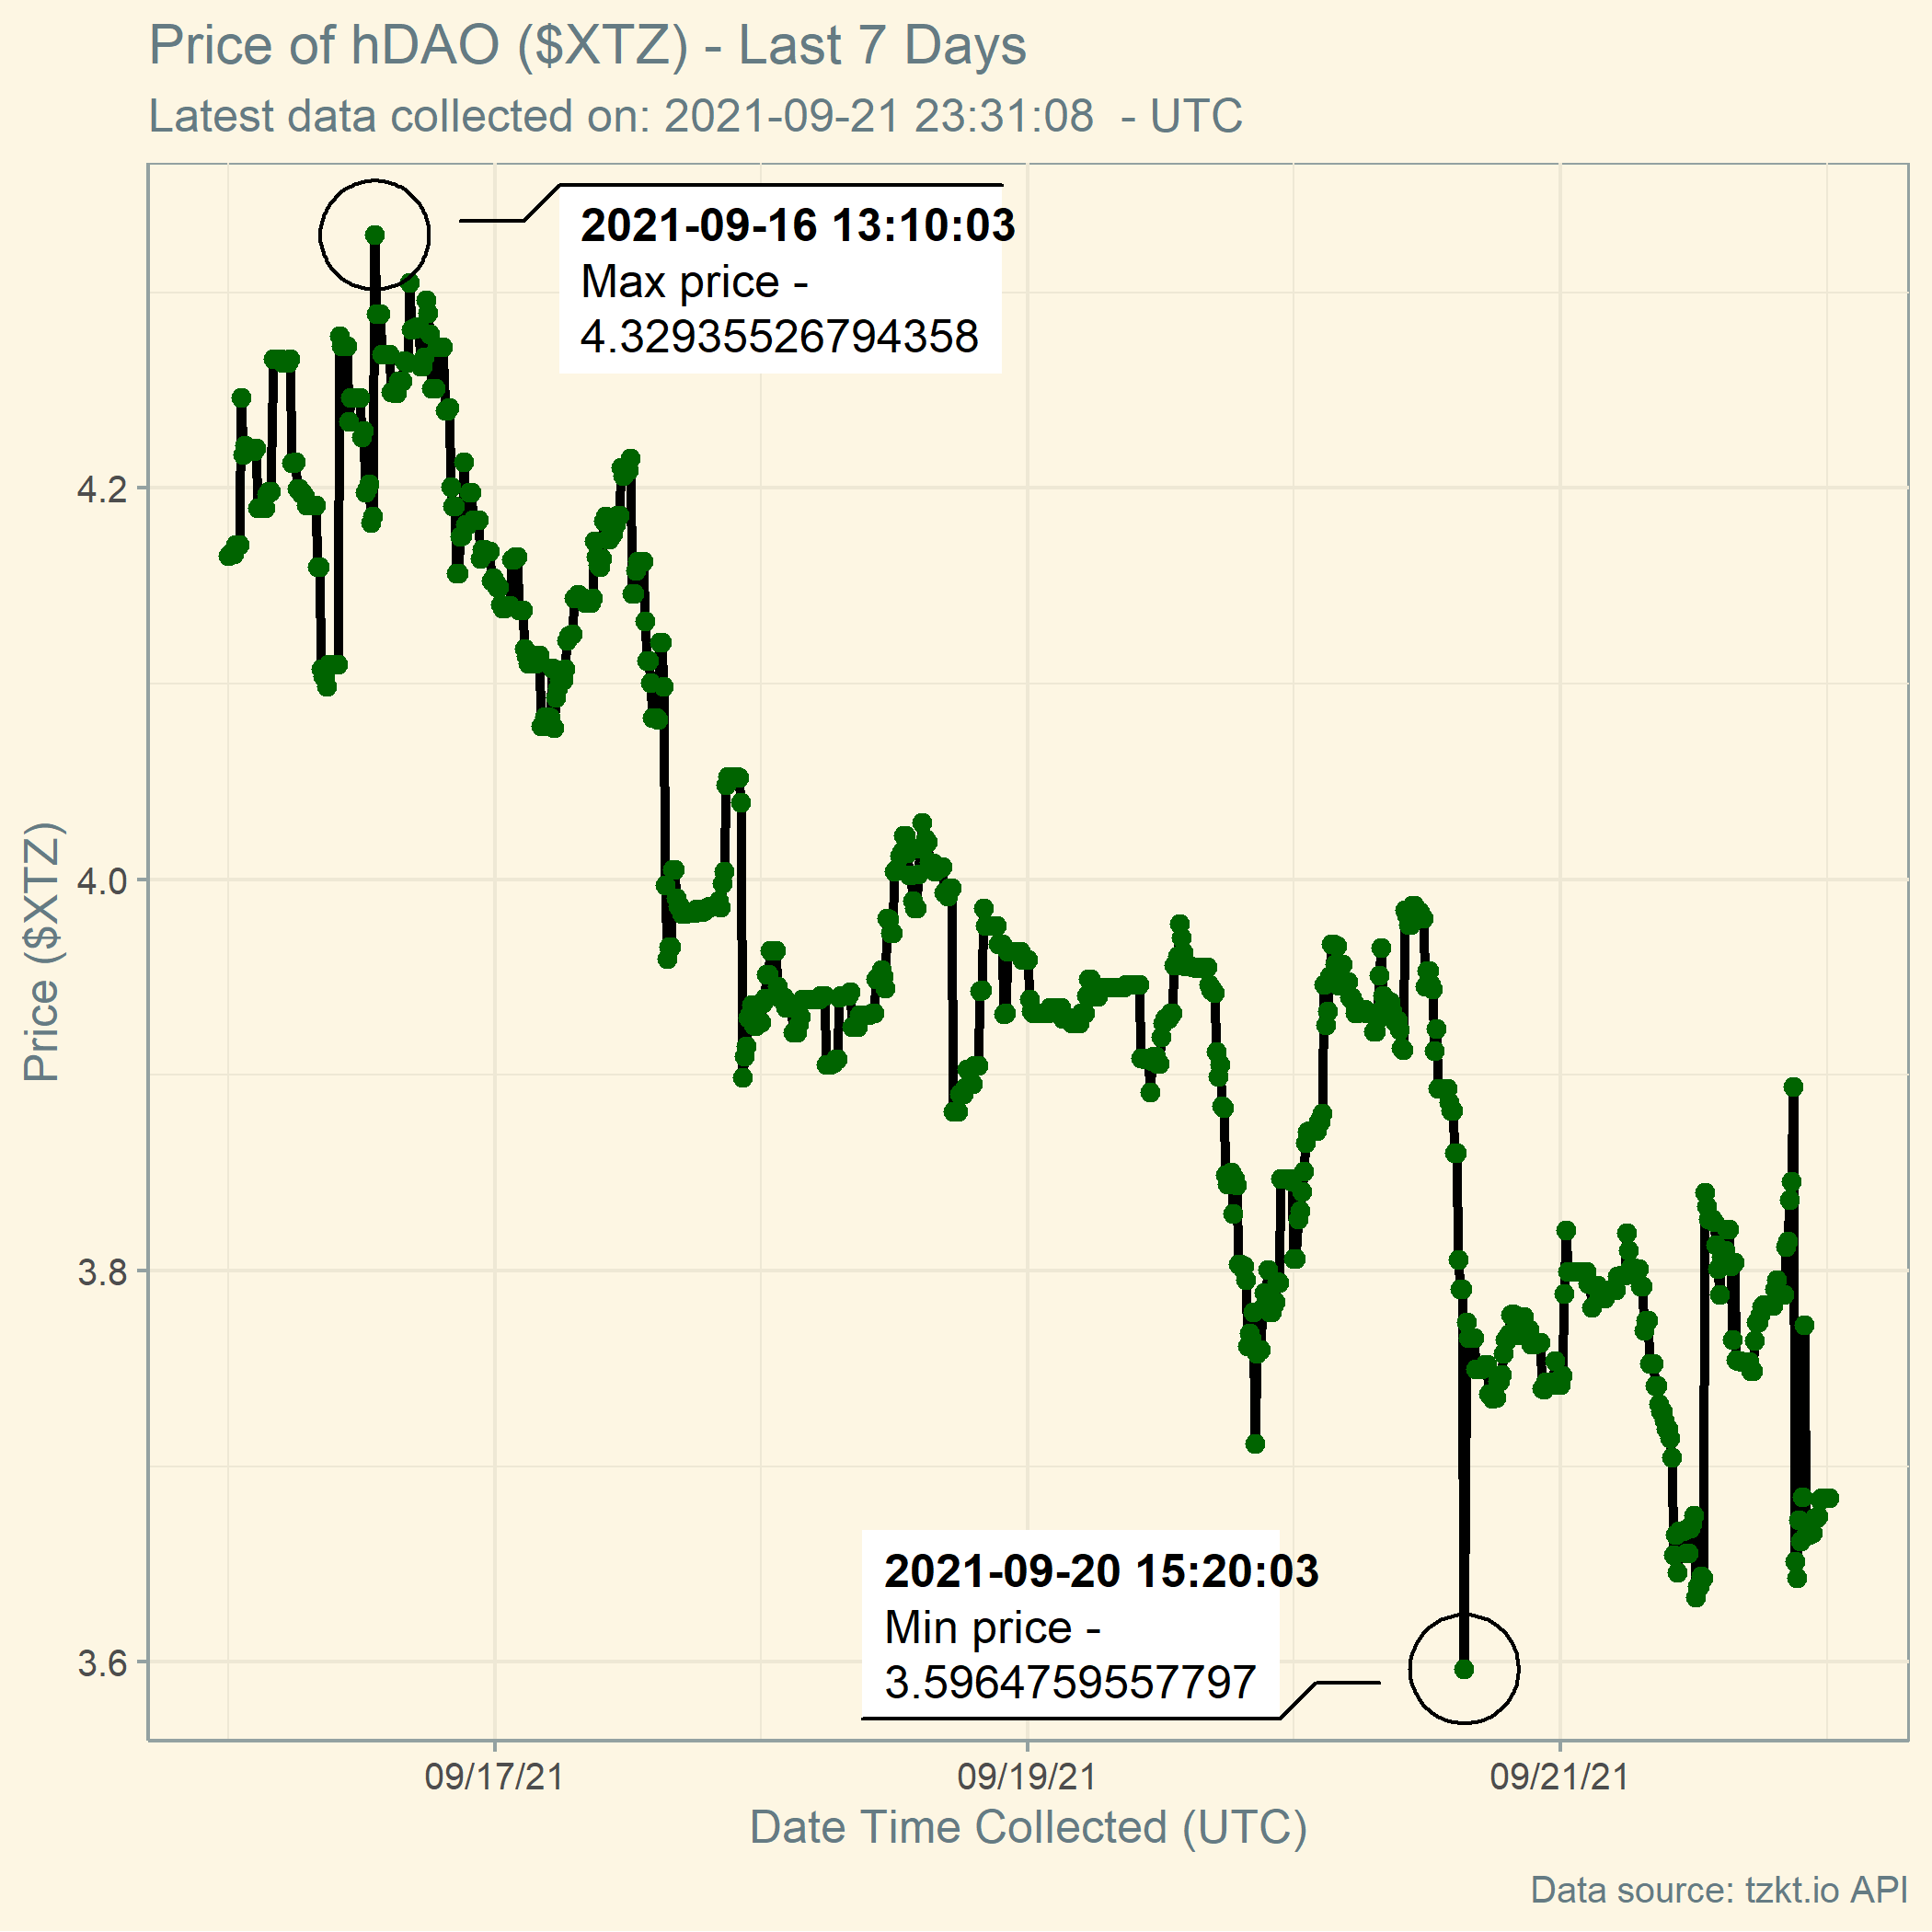 Price of hDAO ($XTZ) - Last 7 Days
Latest data collected on: 2021-09-21 23:31:08  - UTC
2021-09-16 13:10:03
Max price -
4.32935526794358
4.2
4.0
3.8
3.6
Price ($XTZ)
2021-09-20 15:20:03
Min price -
3.5964759557797
09/17/21
09/19/21
09/21/21
Date Time Collected (UTC)
Data source: tzkt.io API